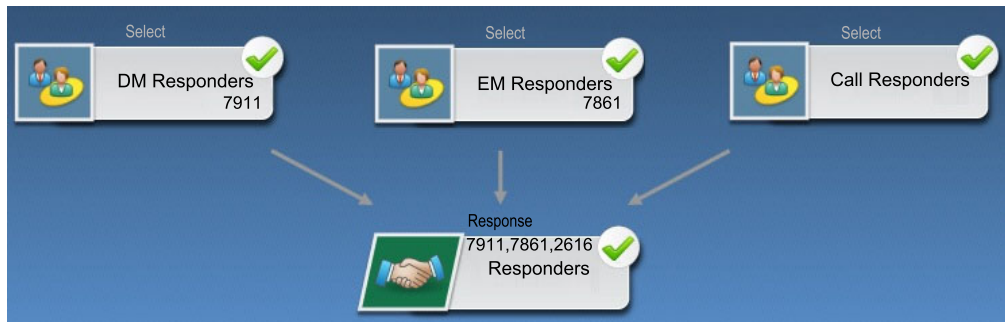 Select
DM Responders
7911
Select
EM Responders
7861
Select
Call Responders
Response
7911,7861,2616
Responders